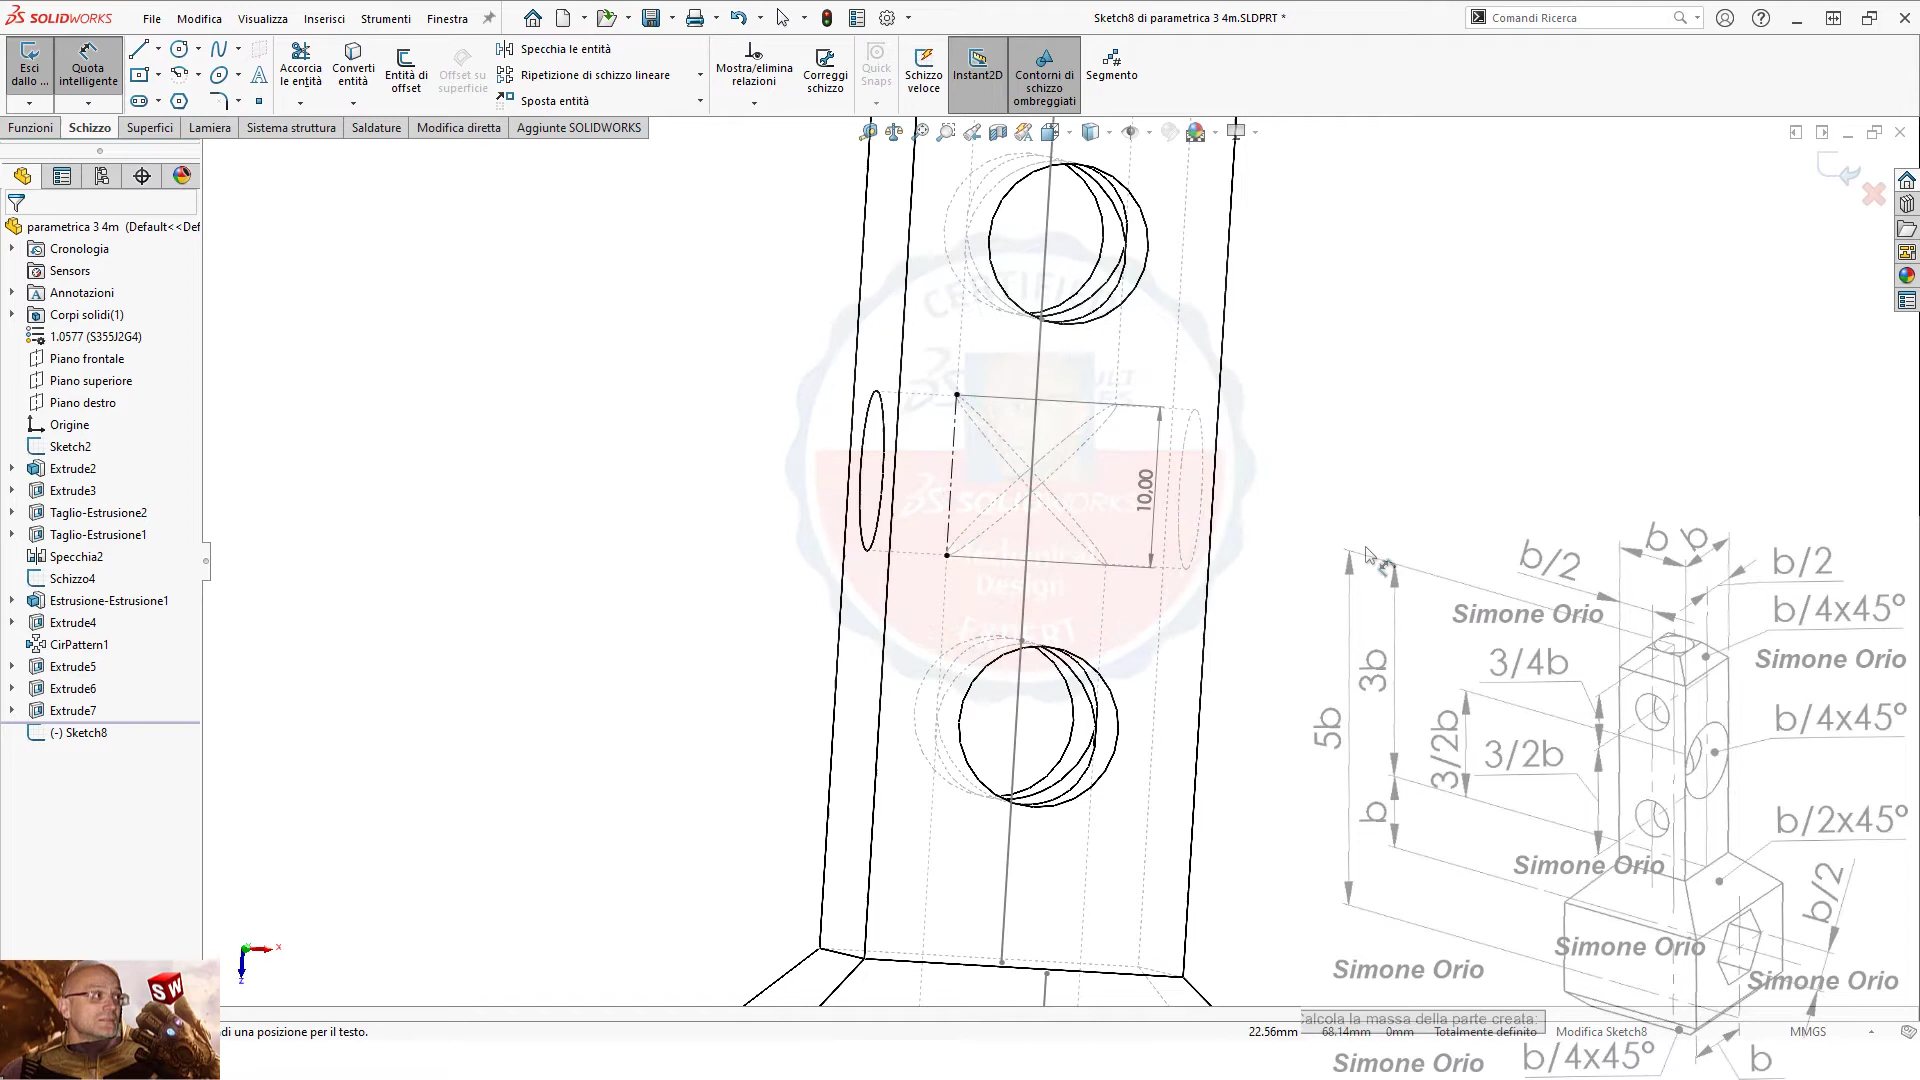 SOLIDWORKS
File
Modifica
Visualizza
Inserisci
Strumenti
Finestra
Sketch8 di parametrica 3 4m.SLDPRT *
Comandi Ricerca
Esci dallo ...
Quota intelligente
Accorcia le entità
Converti entità
Entità di offset
Offset su superficie
Specchia le entità
Ripetizione di schizzo lineare
Sposta entità
Mostra/elimina relazioni
Correggi schizzo
Quick Snaps
Schizzo veloce
Instant2D
Contorni di schizzo ombreggiati
Segmento
Funzioni
Schizzo
Superfici
Lamiera
Sistema struttura
Saldature
Modifica diretta
Aggiunte SOLIDWORKS
parametrica 3 4m (Default<<Def
Cronologia
Sensors
Annotazioni
Corpi solidi(1)
1.0577 (S355J2G4)
Piano frontale
Piano superiore
Piano destro
Origine
Sketch2
Extrude2
Extrude3
Taglio-Estrusione2
Taglio-Estrusione1
Specchia2
Schizzo4
Estrusione-Estrusione1
Extrude4
CirPattern1
Extrude5
Extrude6
Extrude7
(-) Sketch8
10,00
SOLIDWORKS
Mechanical
Design
EXPERT
b
b
b/2
b/2
Simone Orio
b/4x45°
3/4b
Simone Orio
3b
5b
3/2b
3/2b
b/4x45°
b
b/2x45°
Simone Orio
b/2
Simone Orio
Simone Orio
Simone Orio
Calcola la massa della parte creata:
di una posizione per il testo.
22.56mm
68.14mm
0mm
Totalmente definito
Modifica Sketch8
MMGS
Simone Orio
b/4x45°
b
SW
x
z